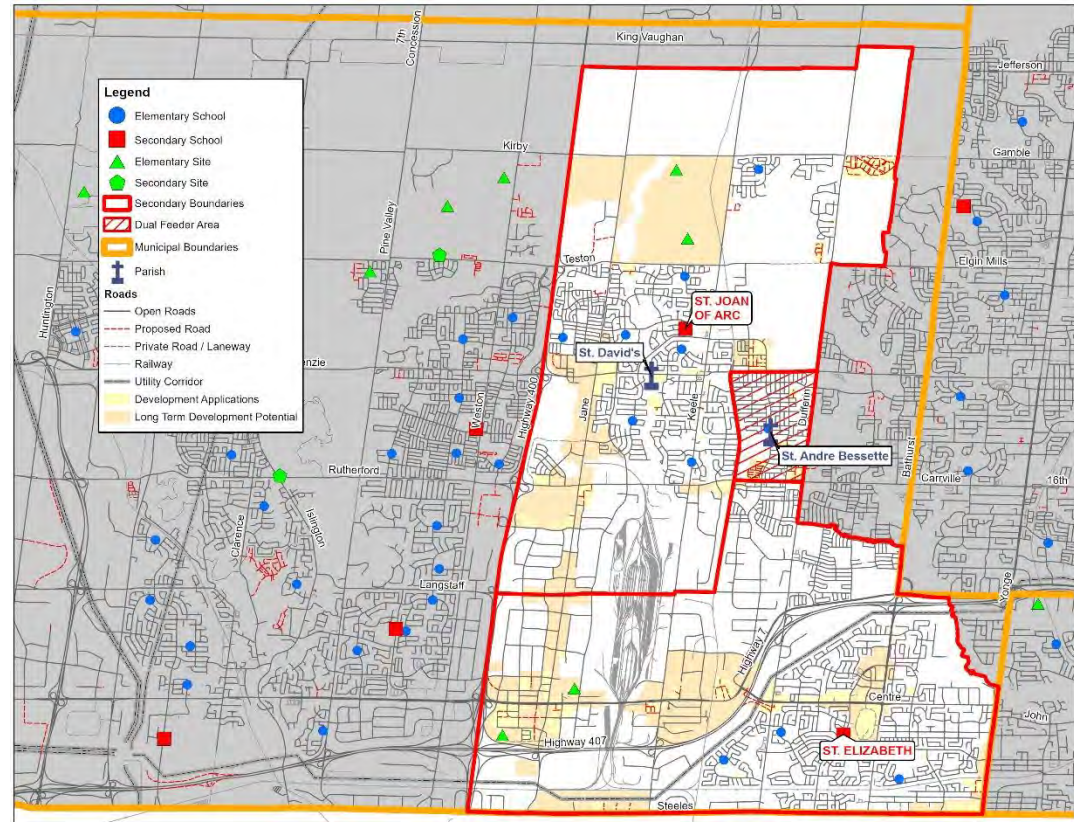 King Vaughan
7th
Concession
Jefferson
Legend
Elementary School
Secondary School
Elementary Site
Secondary Site
Secondary Boundaries
Dual Feeder Area
Municipal Boundaries
Parish
Roads
Open Roads
Proposed Road
Private Road / Laneway
Railway
Utility Corridor
Development Applications
Long Term Development Potential
Kirby
Gamble
Pine Valley
Teston
Elgin Mills
Huntington
ST. JOAN
OF ARC
St. David's
enzie
Weston
Highway 400
Jane
Keele
Dufferin
Bathurst
St. Andre Bessette
Rutherford
Carrville
16th
Clarence
Islington
Langstaff
Yonge
Highway 7
Centre
John
Highway 407
ST. ELIZABETH
Steeles